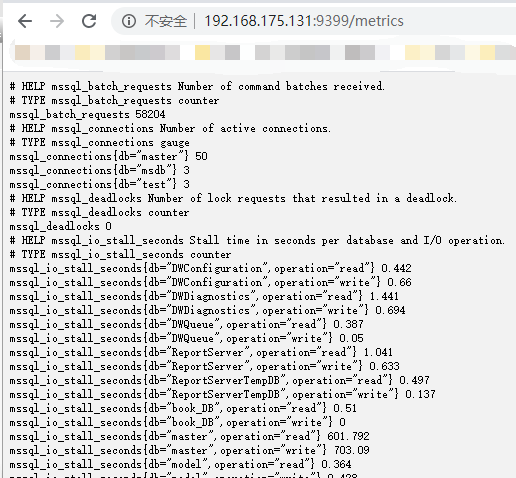 不安全 192.168.175.131:9399/metrics
# HELP mssql_batch_requests Number of command batches received.
# TYPE mssql_batch_requests counter
mssql_batch_requests 58204
# HELP mssql_connections Number of active connections.
# TYPE mssql_connections gauge
mssql_connections{db="master"} 50
mssql_connections{db="msdb"} 3
mssql_connections{db="test"} 3
# HELP mssql_deadlocks Number of lock requests that resulted in a deadlock.
# TYPE mssql_deadlocks counter
mssql_deadlocks 0
# HELP mssql_io_stall_seconds Stall time in seconds per database and I/O operation.
# TYPE mssql_io_stall_seconds counter
mssql_io_stall_seconds{db="DWConfiguration",operation="read"} 0.442
mssql_io_stall_seconds{db="DWConfiguration",operation="write"} 0.66
mssql_io_stall_seconds{db="DWDiagnostics",operation="read"} 1.441
mssql_io_stall_seconds{db="DWDiagnostics",operation="write"} 0.694
mssql_io_stall_seconds{db="DWQueue",operation="read"} 0.387
mssql_io_stall_seconds{db="DWQueue",operation="write"} 0.05
mssql_io_stall_seconds{db="ReportServer",operation="read"} 1.041
mssql_io_stall_seconds{db="ReportServer",operation="write"} 0.633
mssql_io_stall_seconds{db="ReportServerTempDB",operation="read"} 0.497
mssql_io_stall_seconds{db="ReportServerTempDB",operation="write"} 0.137
mssql_io_stall_seconds{db="book_DB",operation="read"} 0.51
mssql_io_stall_seconds{db="book_DB",operation="write"} 0
mssql_io_stall_seconds{db="master",operation="read"} 601.792
mssql_io_stall_seconds{db="master",operation="write"} 703.09
mssql_io_stall_seconds{db="model",operation="read"} 0.364